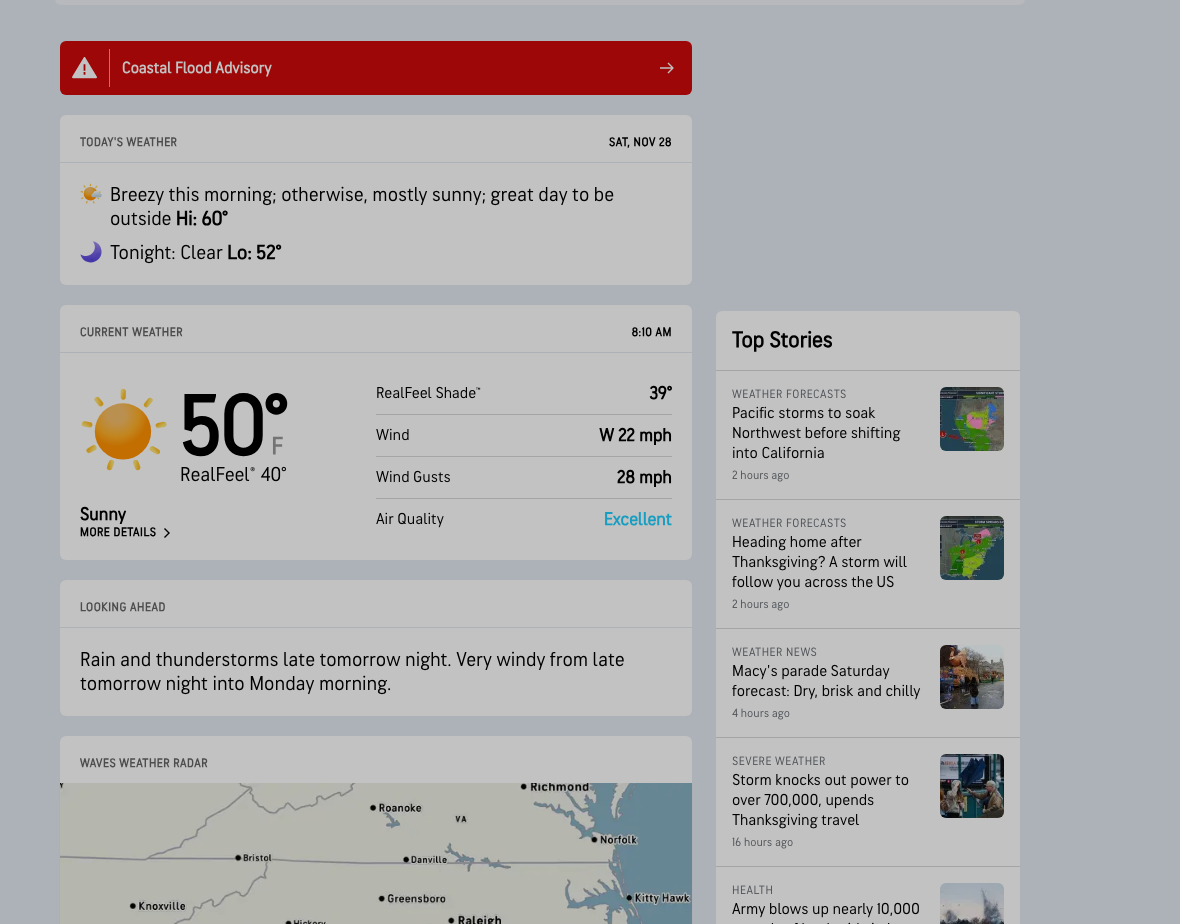 Coastal Flood Advisory
TODAY'S WEATHER
SAT, NOV 28
Breezy this morning; otherwise, mostly sunny; great day to be
outside Hi: 60°
Tonight: Clear Lo: 52°
CURRENT WEATHER
8:10 AM
50°F
RealFeel® 40°
Sunny
MORE DETAILS
RealFeel Shade™
39°
Wind
W 22 mph
Wind Gusts
28 mph
Air Quality
Excellent
LOOKING AHEAD
Rain and thunderstorms late tomorrow night. Very windy from late
tomorrow night into Monday morning.
WAVES WEATHER RADAR
Richmond
Roanoke
VA
Norfolk
Bristol
Danville
Greensboro
Kitty Hawk
Knoxville
Raleigh
Hickory
Top Stories
WEATHER FORECASTS
Pacific storms to soak
Northwest before shifting
into California
2 hours ago
WEATHER FORECASTS
Heading home after
Thanksgiving? A storm will
follow you across the US
2 hours ago
WEATHER NEWS
Macy's parade Saturday
forecast: Dry, brisk and chilly
4 hours ago
SEVERE WEATHER
Storm knocks out power to
over 700,000, upends
Thanksgiving travel
16 hours ago
HEALTH
Army blows up nearly 10,000